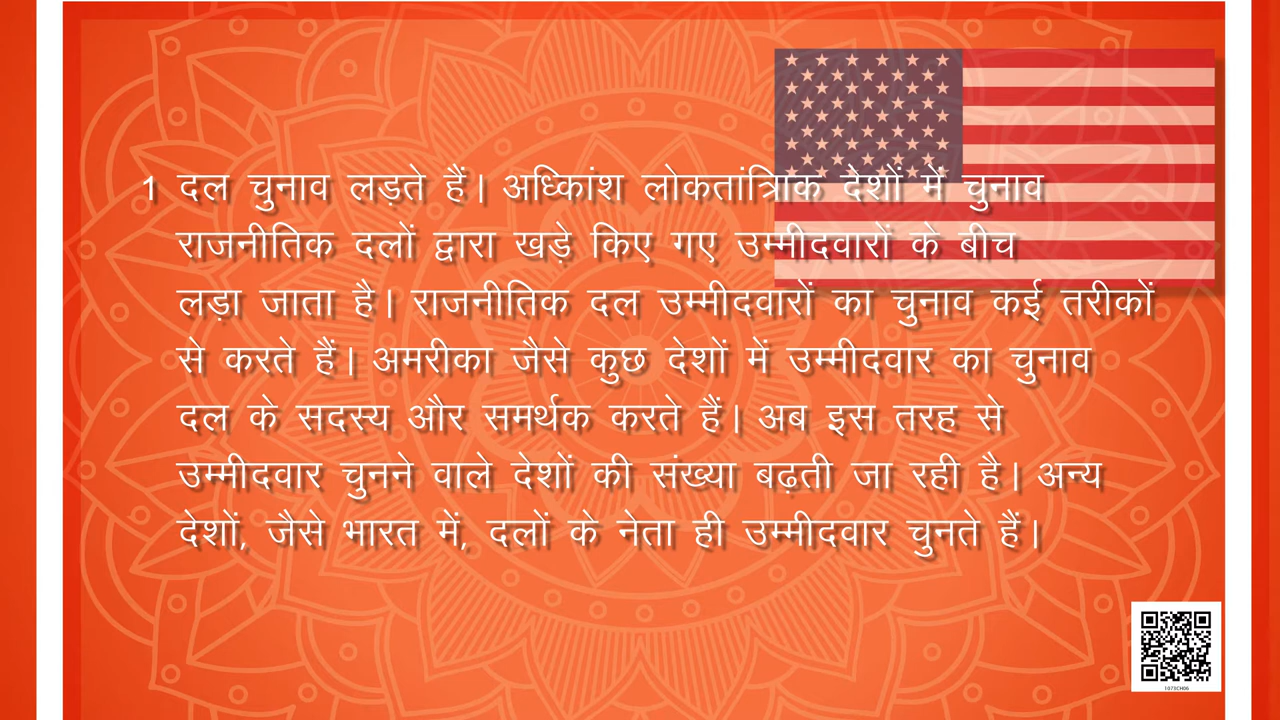 1 दल चुनाव लड़ते हैं। अध्किांश लोकतांत्रिाक देशों में चुनाव
राजनीतिक दलों द्वारा खड़े किए गए उम्मीदवारों के बीच
लड़ा जाता है। राजनीतिक दल उम्मीदवारों का चुनाव कई तरीकों
से करते हैं। अमरीका जैसे कुछ देशों में उम्मीदवार का चुनाव
दल के सदस्य और समर्थक करते हैं। अब इस तरह से
उम्मीदवार चुनने वाले देशों की संख्या बढ़ती जा रही है। अन्य
देशों, जैसे भारत में, दलों के नेता ही उम्मीदवार चुनते हैं।
1073CH06